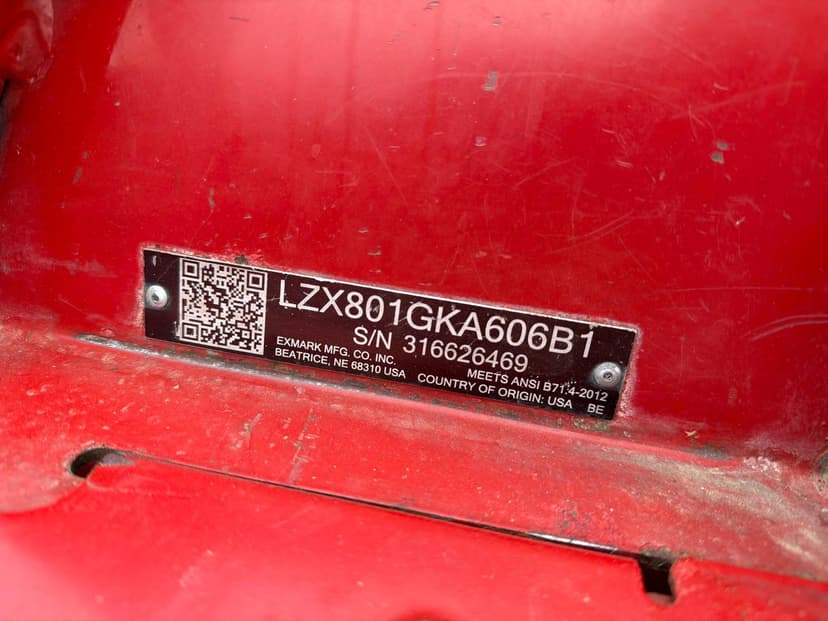 LZX801GKA606B1
S/N 316626469
EXMARK MFG. CO. INC.
BEATRICE, NE 68310 USA
MEETS ANSI B71.4-2012
COUNTRY OF ORIGIN: USA BE